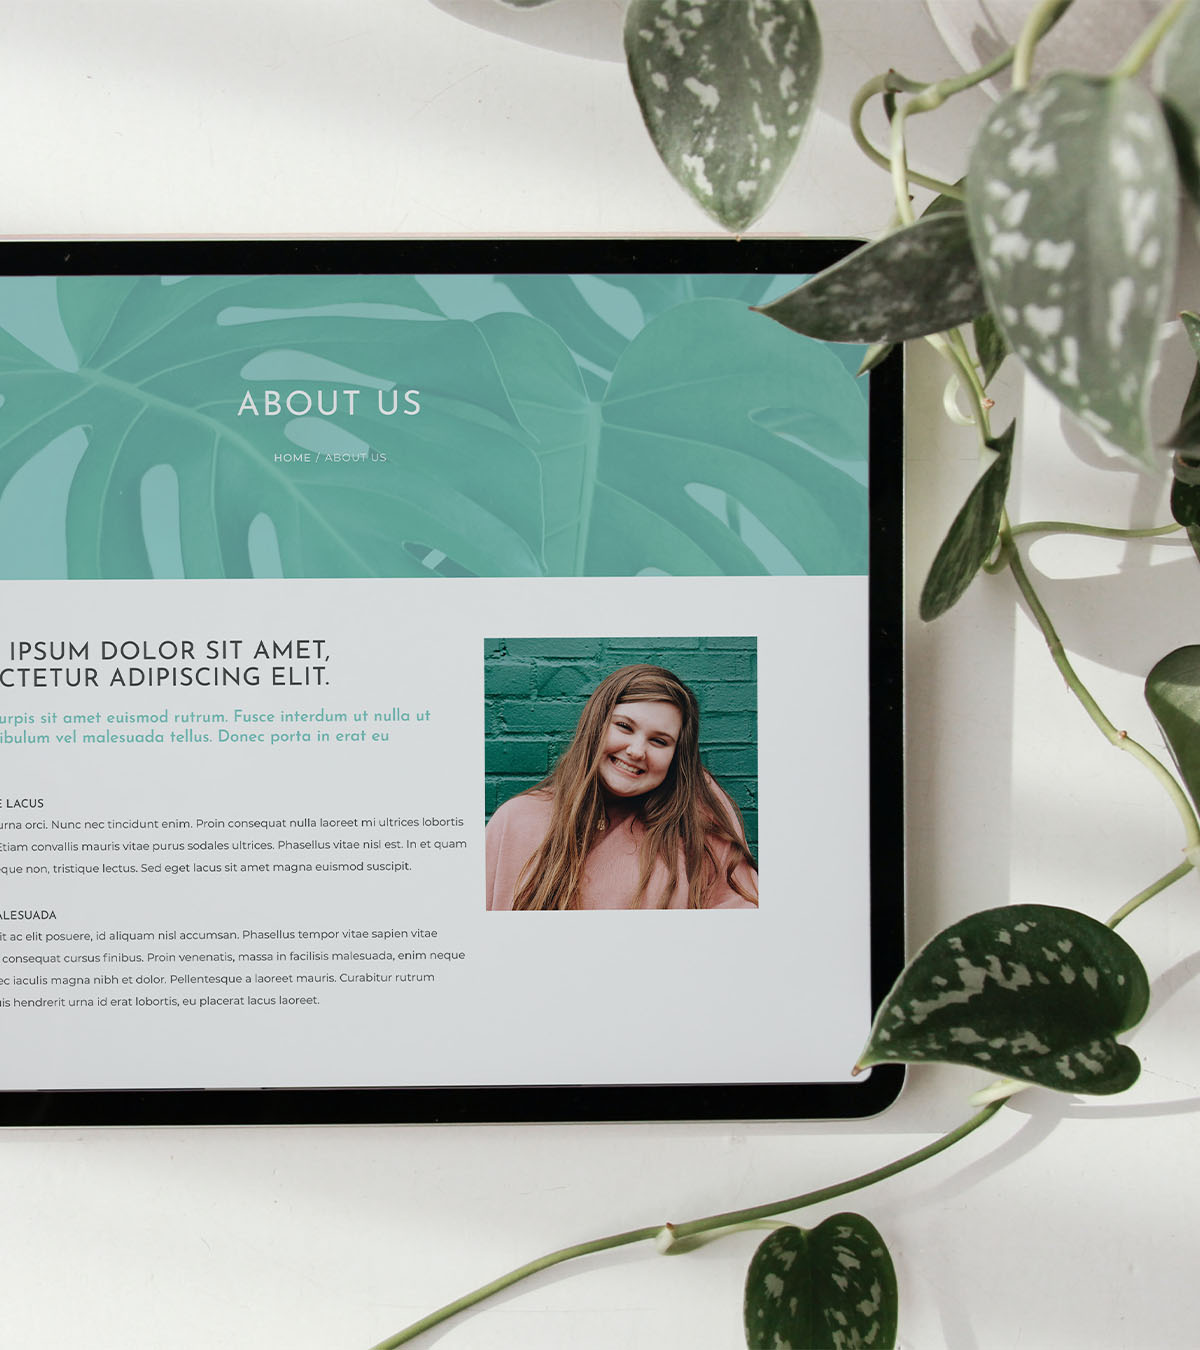 ABOUT US
HOME / ABOUT US
IPSUM DOLOR SIT AMET,
CTETUR ADIPISCING ELIT.
urpis sit amet euismod rutrum. Fusce interdum ut nulla ut
ibulum vel malesuada tellus. Donec porta in erat eu
E LACUS
urna orci. Nunc nec tincidunt enim. Proin consequat nulla laoreet mi ultrices lobortis
Etiam convallis mauris vitae purus sodales ultrices. Phasellus vitae nisl est. In et quam
que non, tristique lectus. Sed eget lacus sit amet magna euismod suscipit.
ALESUADA
it ac elit posuere, id aliquam nisl accumsan. Phasellus tempor vitae sapien vitae
consequat cursus finibus. Proin venenatis, massa in facilisis malesuada, enim neque
ec iaculis magna nibh et dolor. Pellentesque a laoreet mauris. Curabitur rutrum
is hendrerit urna id erat lobortis, eu placerat lacus laoreet.